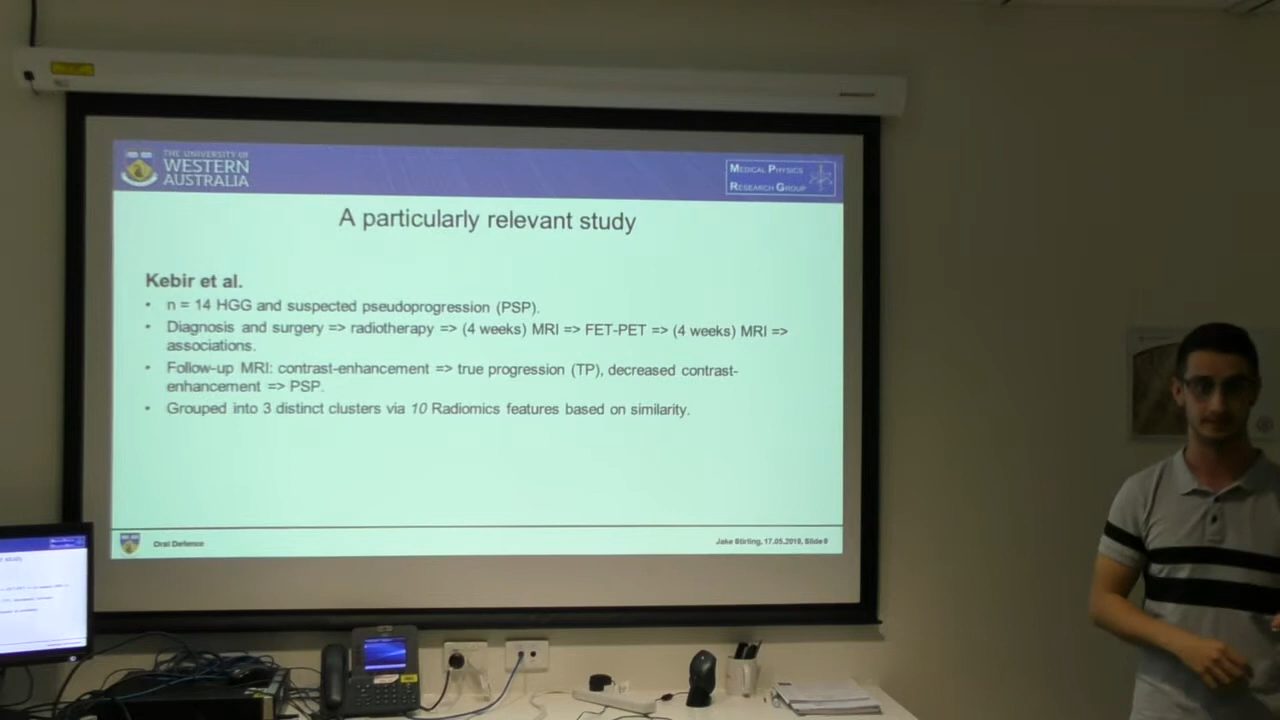 THE UNIVERSITY OF
WESTERN
AUSTRALIA
MEDICAL PHYSICS
RESEARCH GROUP
A particularly relevant study
Kebir et al.
• n = 14 HGG and suspected pseudoprogression (PSP).
• Diagnosis and surgery => radiotherapy => (4 weeks) MRI => FET-PET => (4 weeks) MRI =>
associations.
• Follow-up MRI: contrast-enhancement => true progression (TP), decreased contrast-
enhancement => PSP.
• Grouped into 3 distinct clusters via 10 Radiomics features based on similarity.
Oral Defence
Jake Stirling, 17.05.2018, Slide